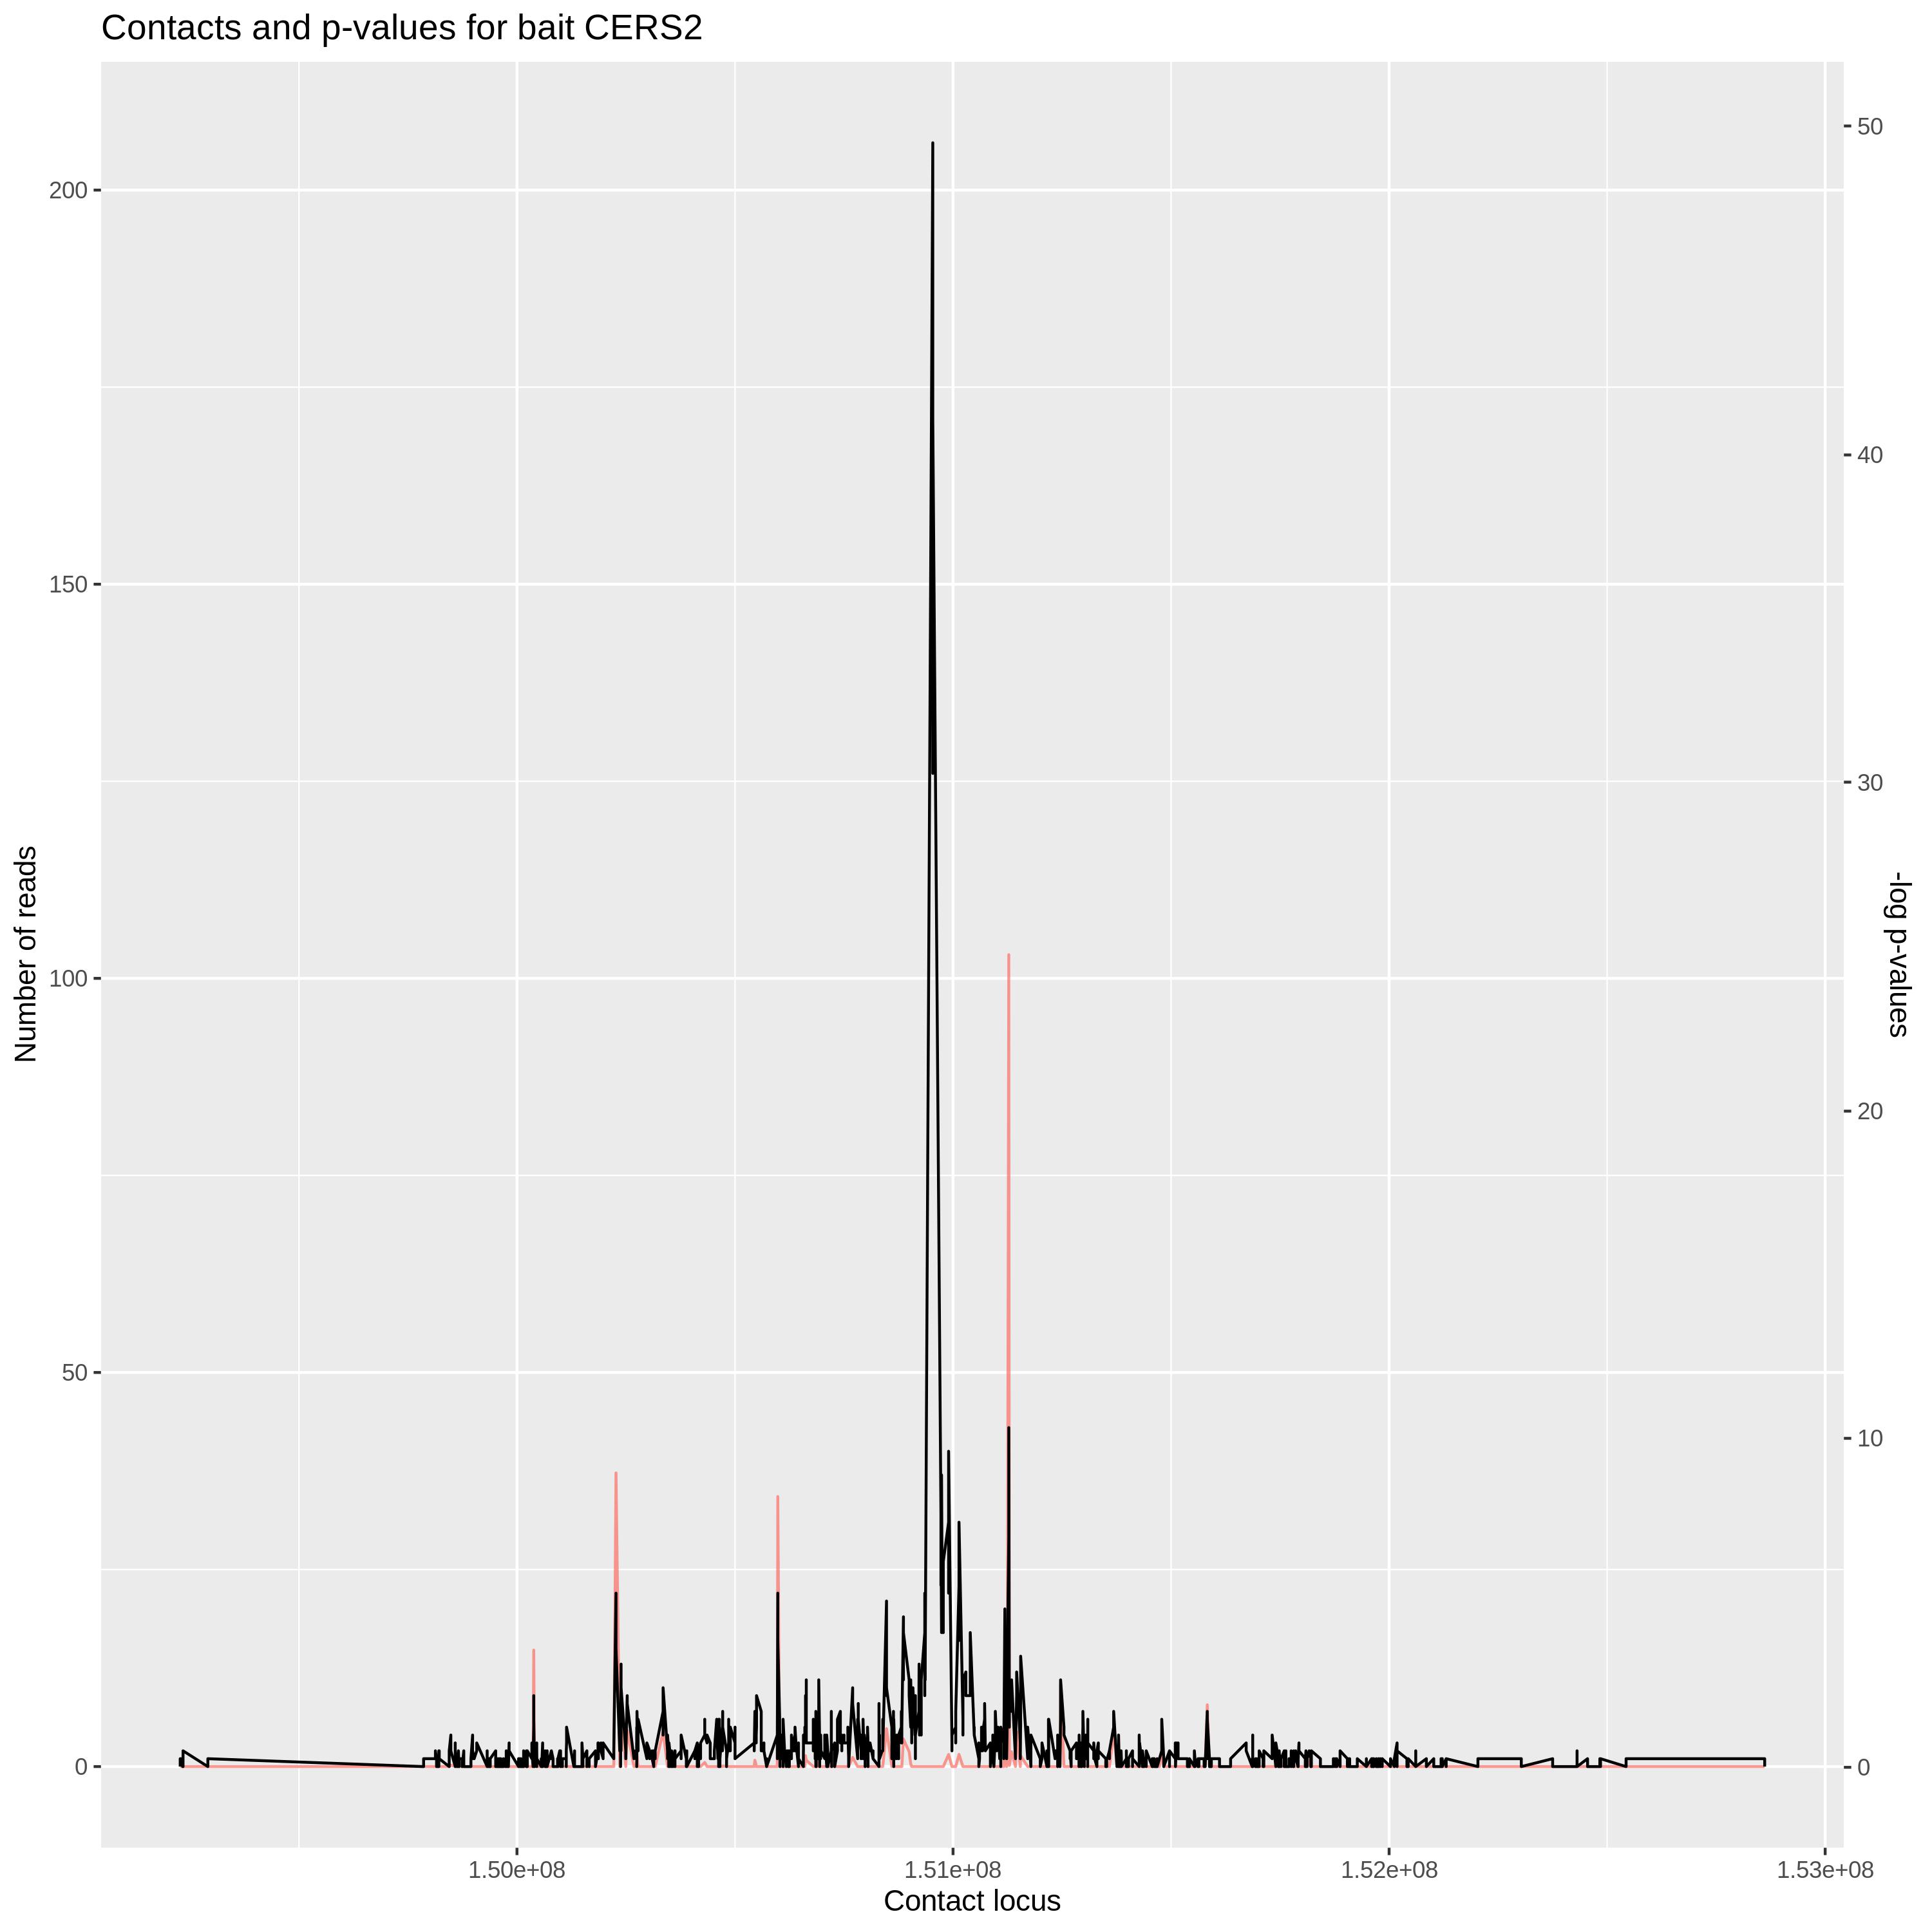 Contacts and p-values for bait CERS2
200
150
100
50
0
Number of reads
50
40
30
20
10
0
-log p-values
1.50e+08
1.51e+08
1.52e+08
1.53e+08
Contact locus